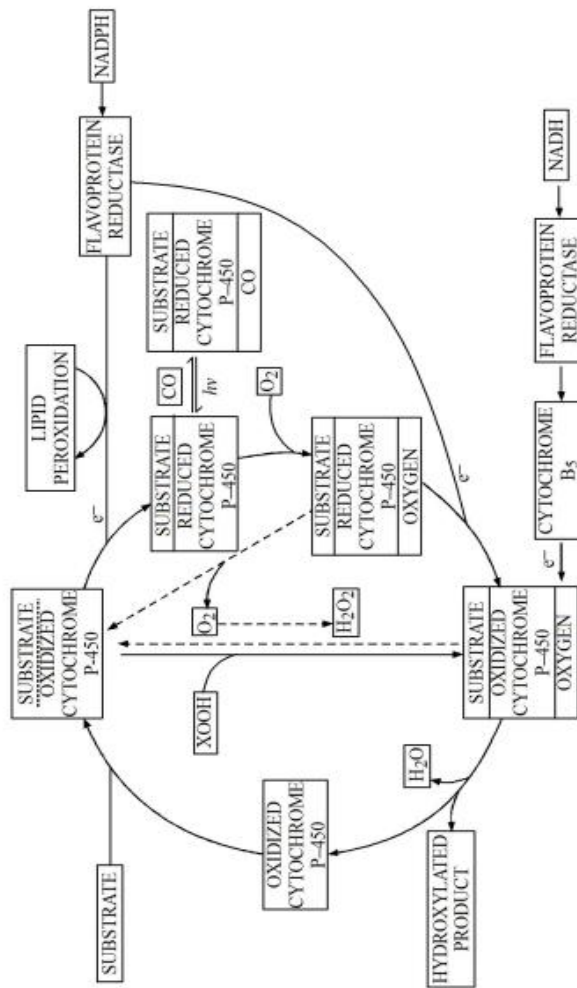 NADPH
FLAVOPROTEIN
REDUCTASE
LIPID
PEROXIDATION
e–
SUBSTRATE
OXIDIZED
CYTOCHROME
P-450
SUBSTRATE
REDUCED
CYTOCHROME
P–450
CO
hν
SUBSTRATE
REDUCED
CYTOCHROME
P–450
CO
O2
SUBSTRATE
REDUCED
CYTOCHROME
P–450
OXYGEN
e–
O2
H2O2
XOOH
SUBSTRATE
OXIDIZED
CYTOCHROME
P–450
H2O
HYDROXYLATED
PRODUCT
SUBSTRATE
OXIDIZED
CYTOCHROME
P–450
OXYGEN
e–
CYTOCHROME
B5
FLAVOPROTEIN
REDUCTASE
NADH